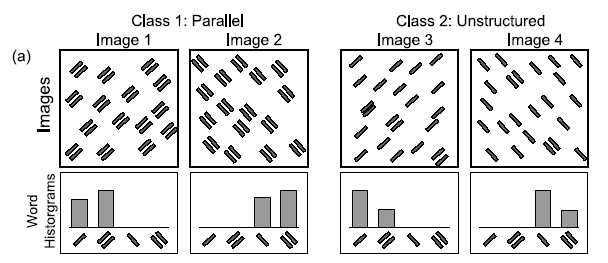 Class 1: Parallel
Class 2: Unstructured
Image 1
Image 2
Image 3
Image 4
(a)
Images
Word
Historgrams